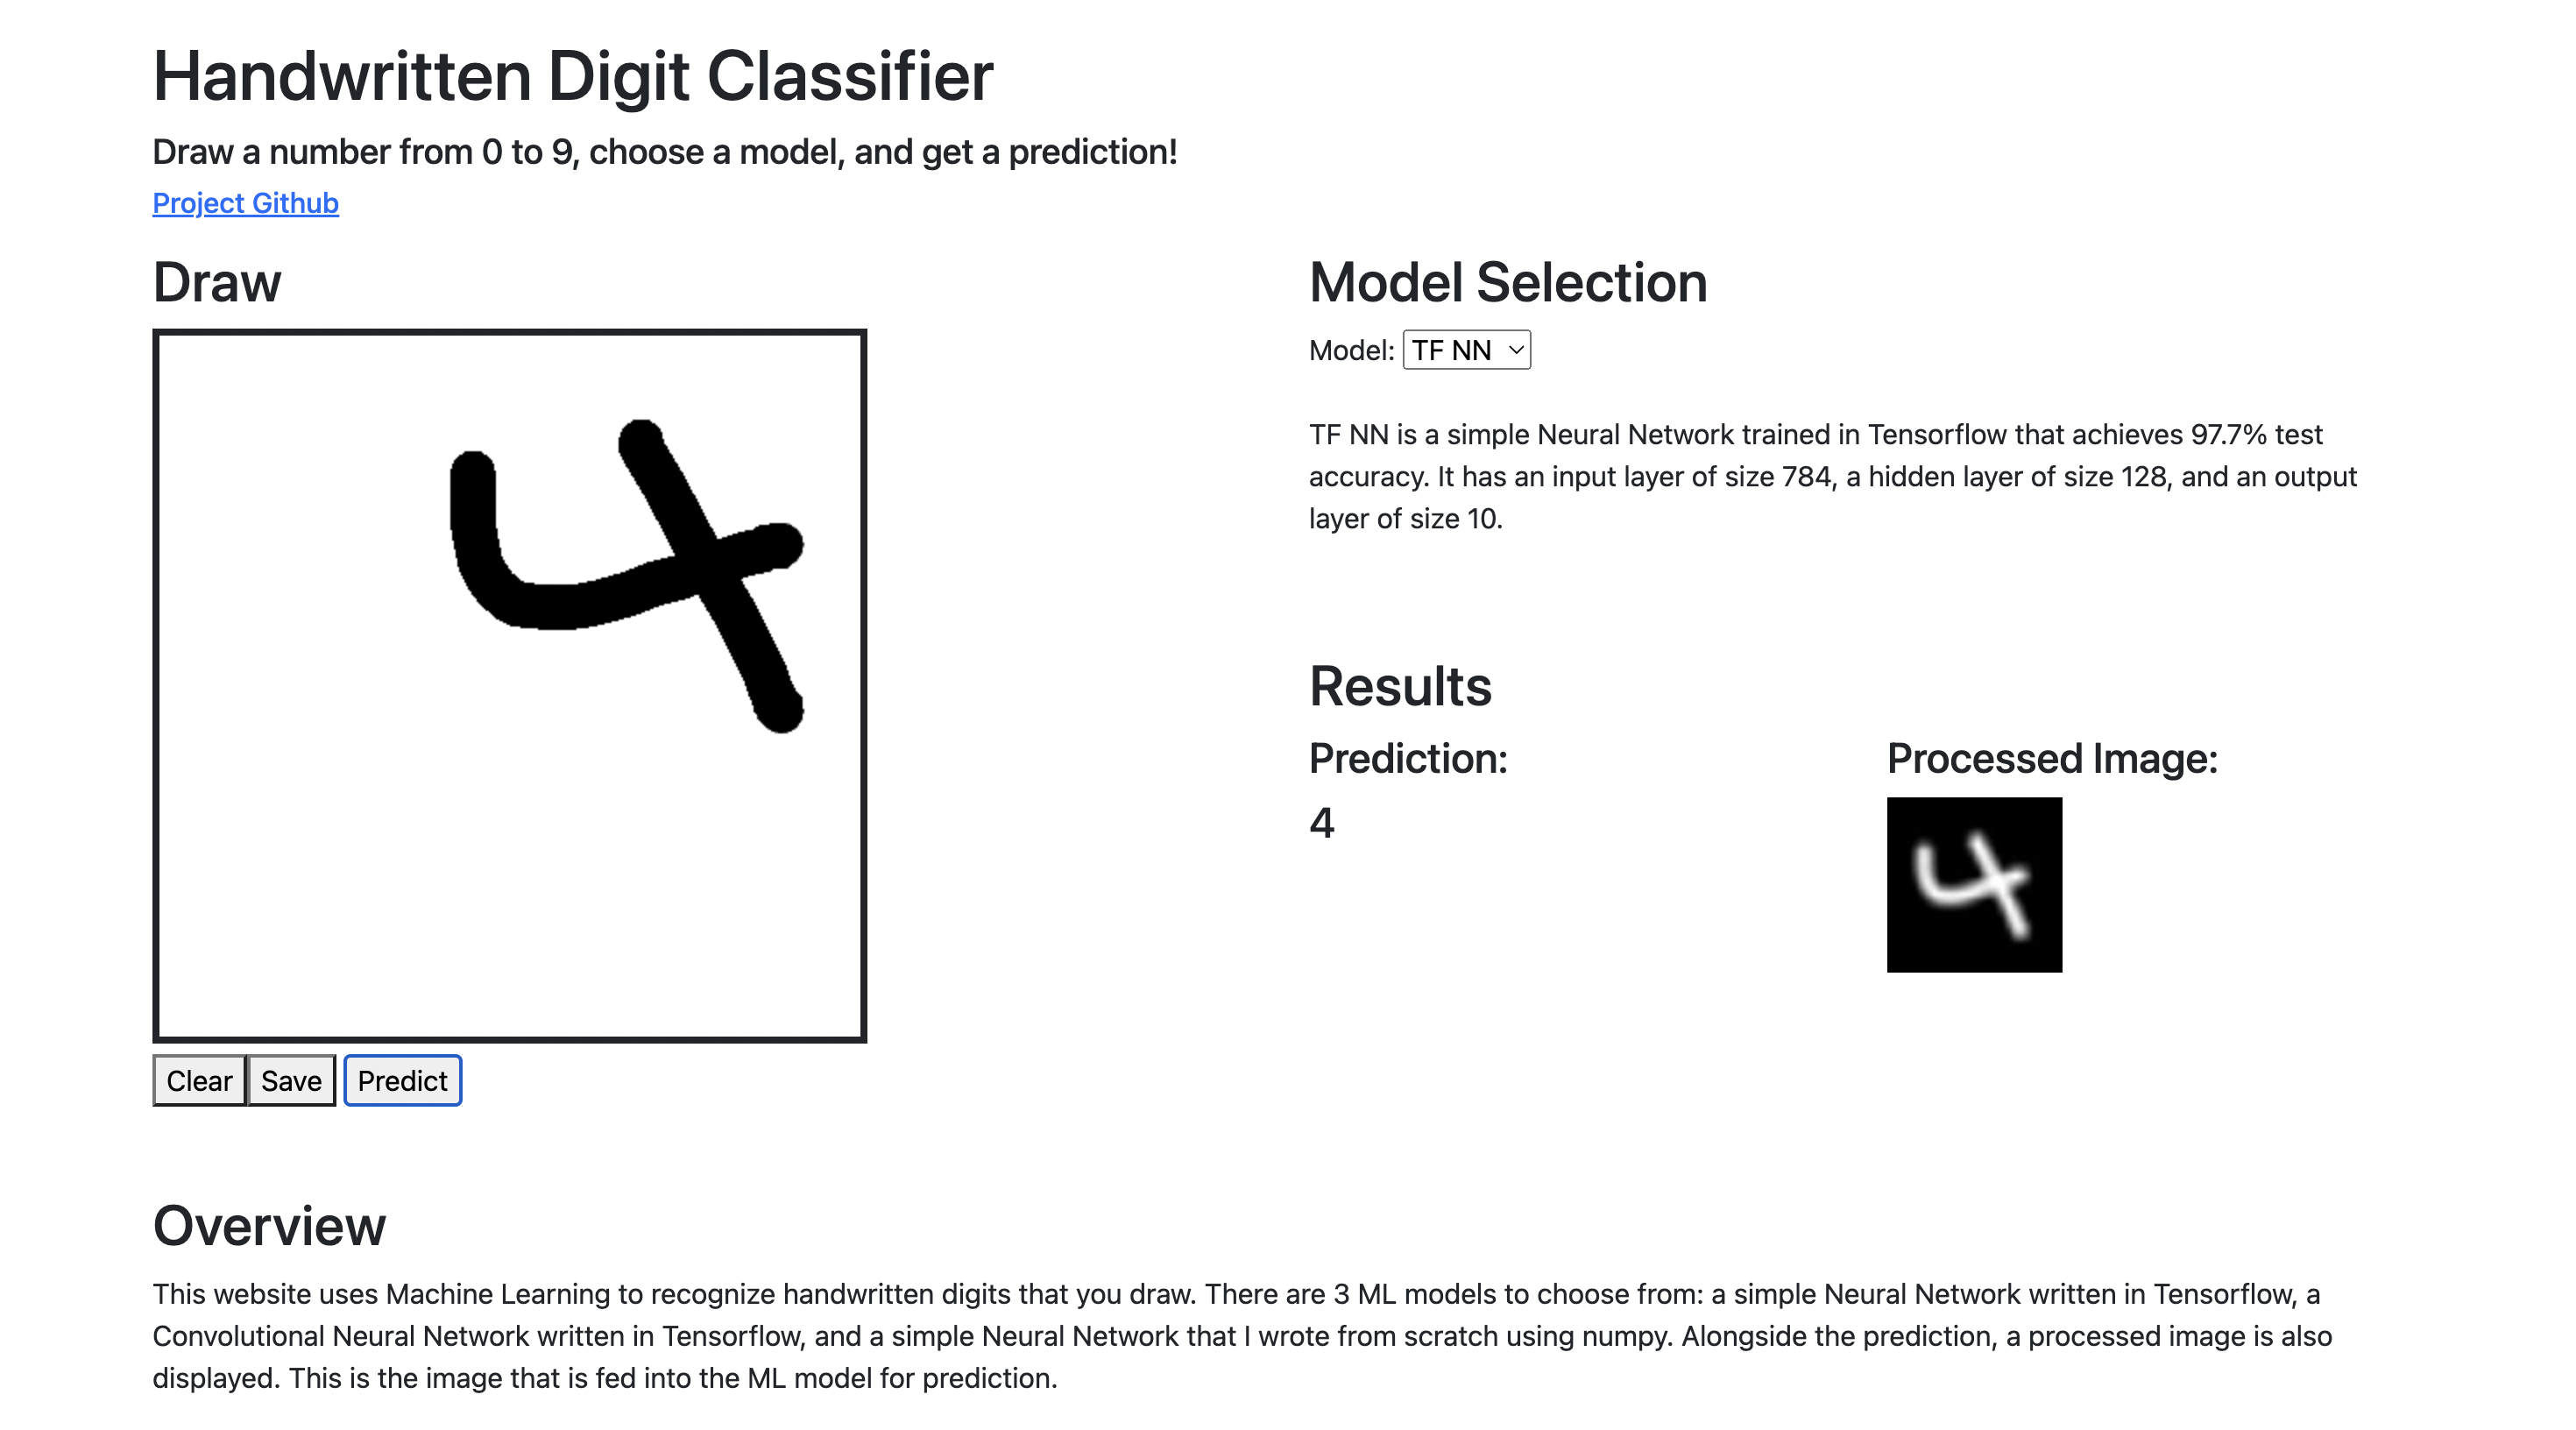 Handwritten Digit Classifier
Draw a number from 0 to 9, choose a model, and get a prediction!
Project Github
Draw
4
Clear Save Predict
Model Selection
Model: TF NN
TF NN is a simple Neural Network trained in Tensorflow that achieves 97.7% test
accuracy. It has an input layer of size 784, a hidden layer of size 128, and an output
layer of size 10.
Results
Prediction:
4
Processed Image:
4
Overview
This website uses Machine Learning to recognize handwritten digits that you draw. There are 3 ML models to choose from: a simple Neural Network written in Tensorflow, a
Convolutional Neural Network written in Tensorflow, and a simple Neural Network that I wrote from scratch using numpy. Alongside the prediction, a processed image is also
displayed. This is the image that is fed into the ML model for prediction.